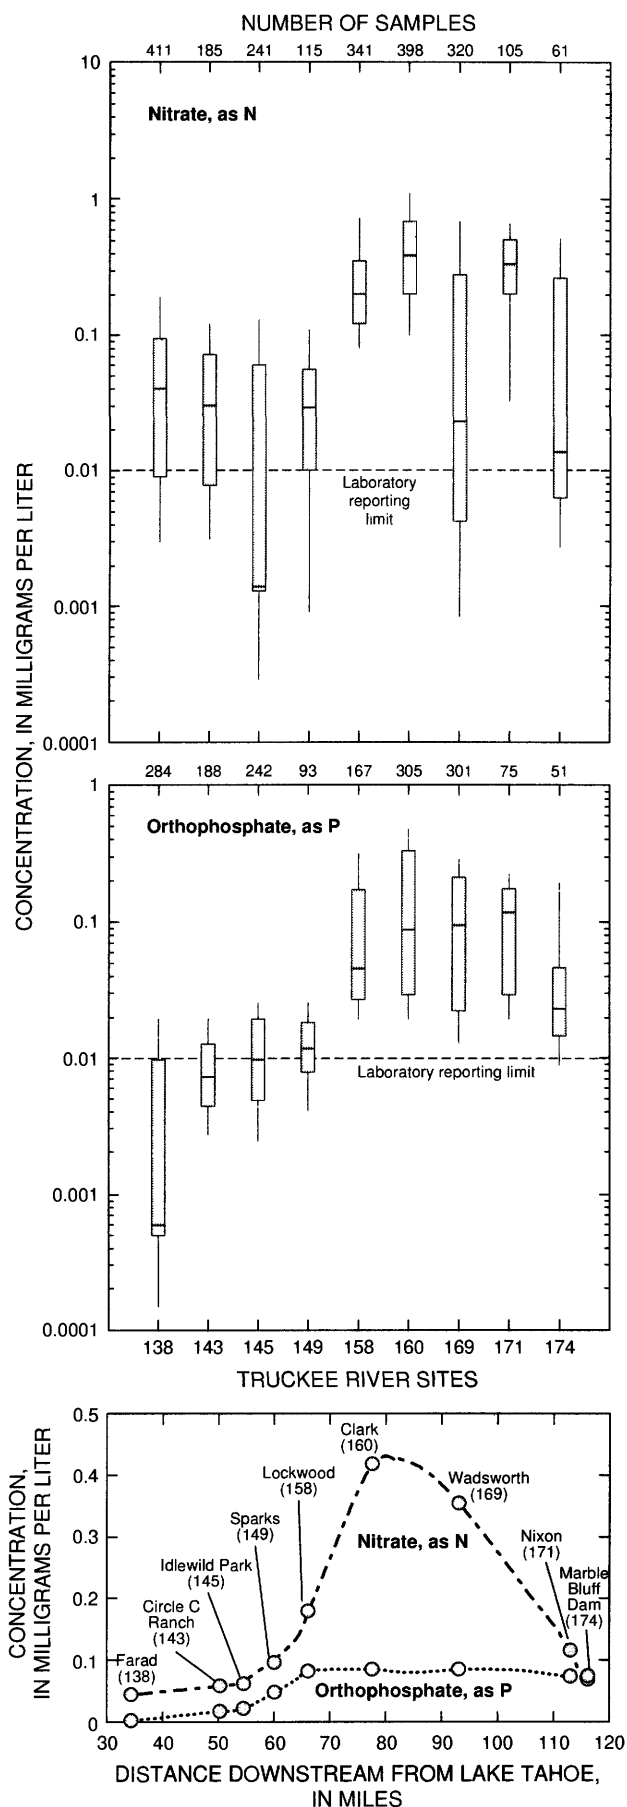 NUMBER OF SAMPLES
411 185 241 115 341 398 320 105 61
10
Nitrate, as N
1
0.1
0.01
Laboratory
reporting
limit
0.001
0.0001
CONCENTRATION, IN MILLIGRAMS PER LITER
284 188 242 93 167 305 301 75 51
1
Orthophosphate, as P
0.1
0.01
Laboratory reporting limit
0.001
0.0001
138 143 145 149 158 160 169 171 174
TRUCKEE RIVER SITES
CONCENTRATION,
IN MILLIGRAMS PER LITER
0.5
0.4
0.3
0.2
0.1
0
Clark
(160)
Lockwood
(158)
Wadsworth
(169)
Sparks
(149)
Nitrate, as N
Nixon
(171)
Idlewild Park
(145)
Marble
Bluff
Dam
(174)
Circle C
Ranch
(143)
Farad
(138)
Orthophosphate, as P
30 40 50 60 70 80 90 100 110 120
DISTANCE DOWNSTREAM FROM LAKE TAHOE,
IN MILES